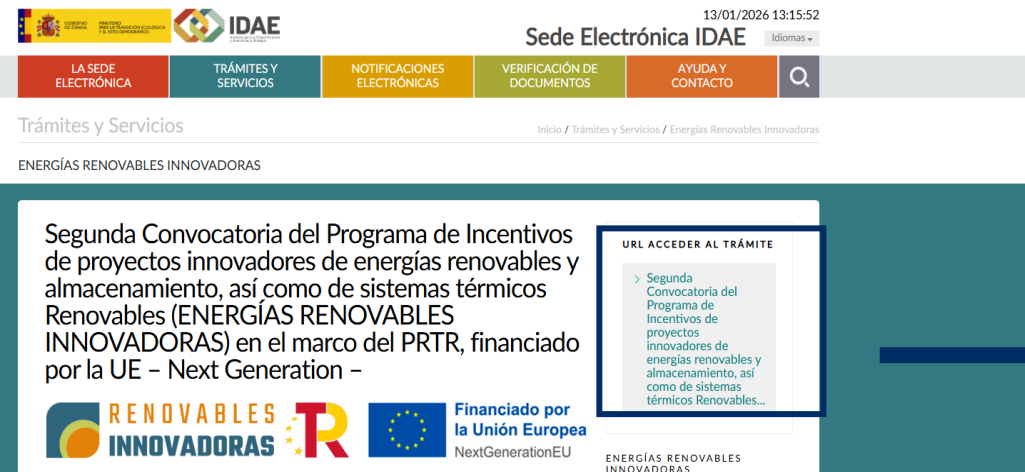 13/01/2026 13:15:52
GOBIERNO
DE ESPAÑA
MINISTERIO
PARA LA TRANSICIÓN ECOLÓGICA
Y EL RETO DEMOGRÁFICO
IDAE
Sede Electrónica IDAE
Idiomas
LA SEDE
ELECTRÓNICA
TRÁMITES Y
SERVICIOS
NOTIFICACIONES
ELECTRÓNICAS
VERIFICACIÓN DE
DOCUMENTOS
AYUDA Y
CONTACTO
Trámites y Servicios
Inicio / Trámites y Servicios / Energías Renovables Innovadoras
ENERGÍAS RENOVABLES INNOVADORAS
Segunda Convocatoria del Programa de Incentivos
de proyectos innovadores de energías renovables y
almacenamiento, así como de sistemas térmicos
Renovables (ENERGÍAS RENOVABLES
INNOVADORAS) en el marco del PRTR, financiado
por la UE – Next Generation –
RENOVABLES
INNOVADORAS
R
Financiado por
la Unión Europea
NextGenerationEU
URL ACCEDER AL TRÁMITE
Segunda
Convocatoria del
Programa de
Incentivos de
proyectos
innovadores de
energías renovables y
almacenamiento, así
como de sistemas
térmicos Renovables...
ENERGÍAS RENOVABLES
INNOVADORAS